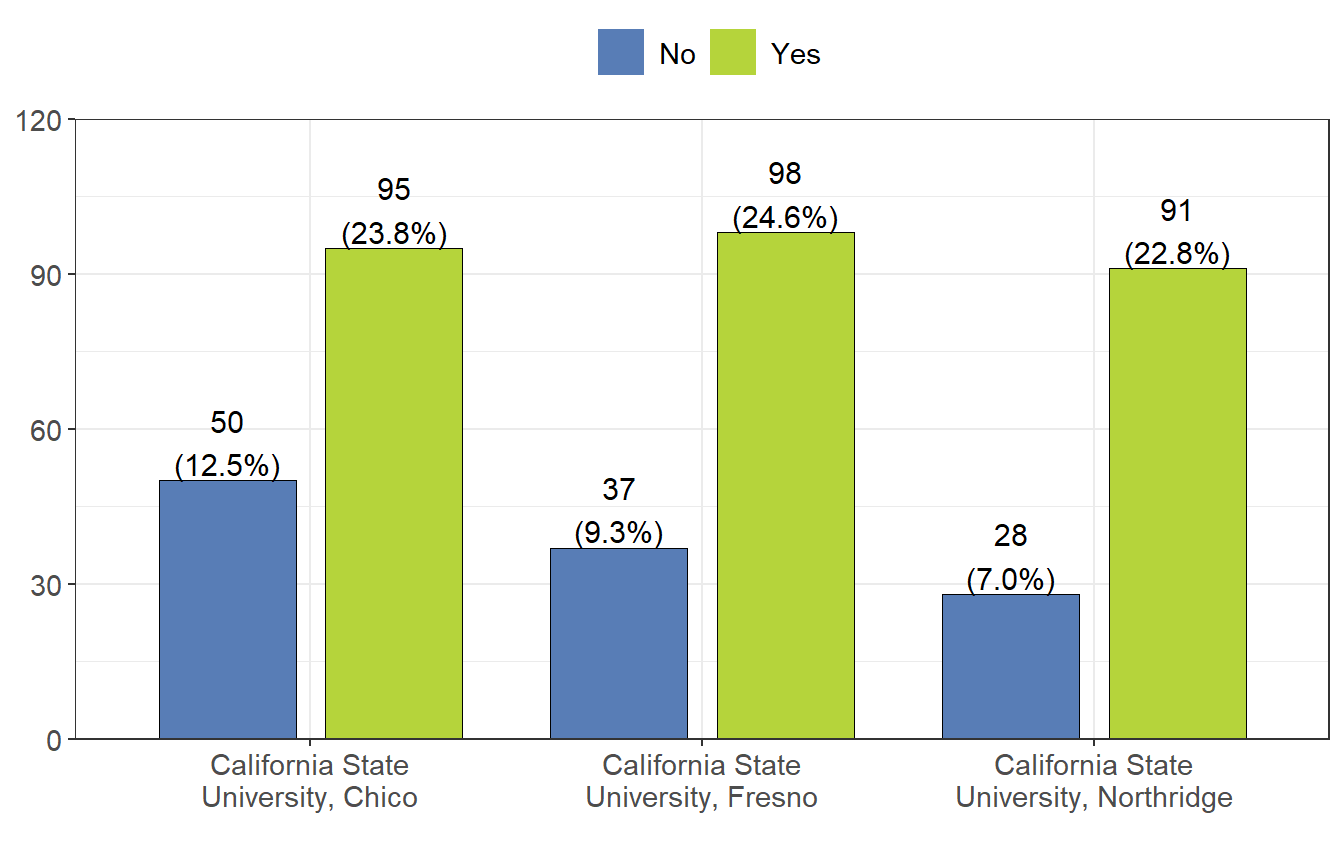 No Yes
120
90
60
30
0
95
(23.8%)
50
(12.5%)
98
(24.6%)
37
(9.3%)
91
(22.8%)
28
(7.0%)
California State
University, Chico
California State
University, Fresno
California State
University, Northridge